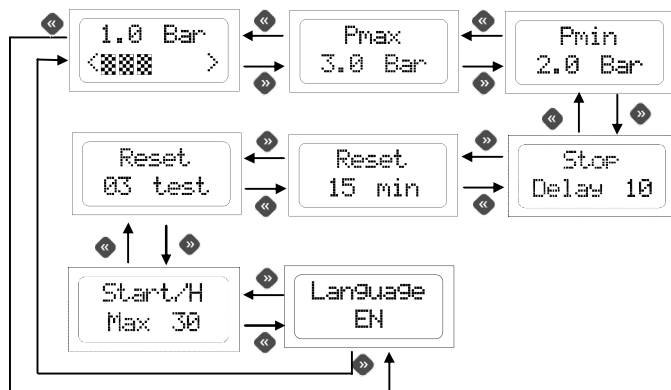 1.0 Bar
< >
Pmax
3.0 Bar
Pmin
2.0 Bar
Reset
03 test
Reset
15 min
Stop
Delay 10
Start/H
Max 30
Language
EN